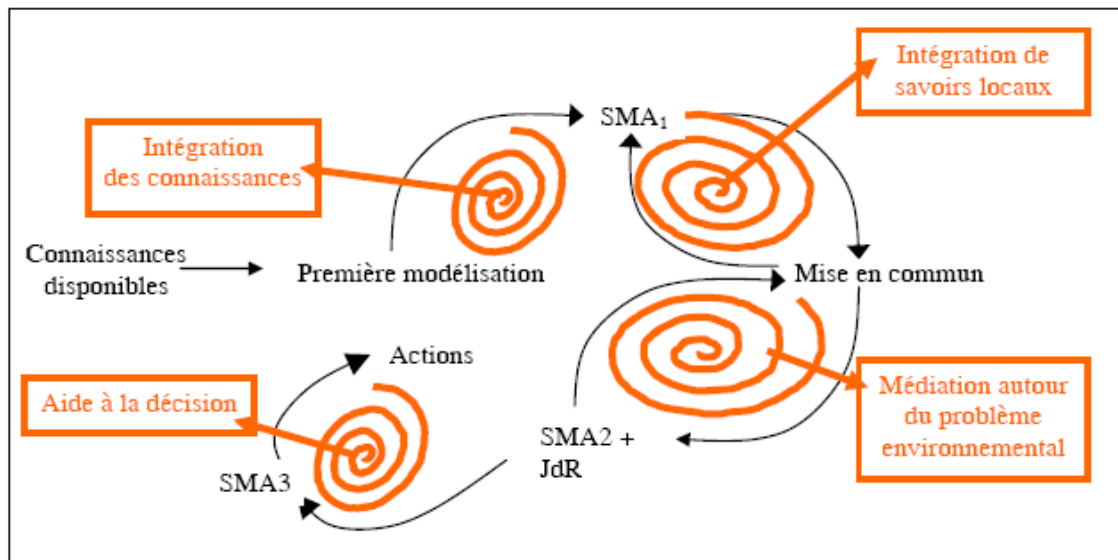 Intégration de
savoirs locaux
SMA₁
Intégration
des connaissances
Connaissances
disponibles
Première modélisation
Mise en commun
Actions
Aide à la décision
Médiation autour
du problème
environnemental
SMA2 +
JdR
SMA3